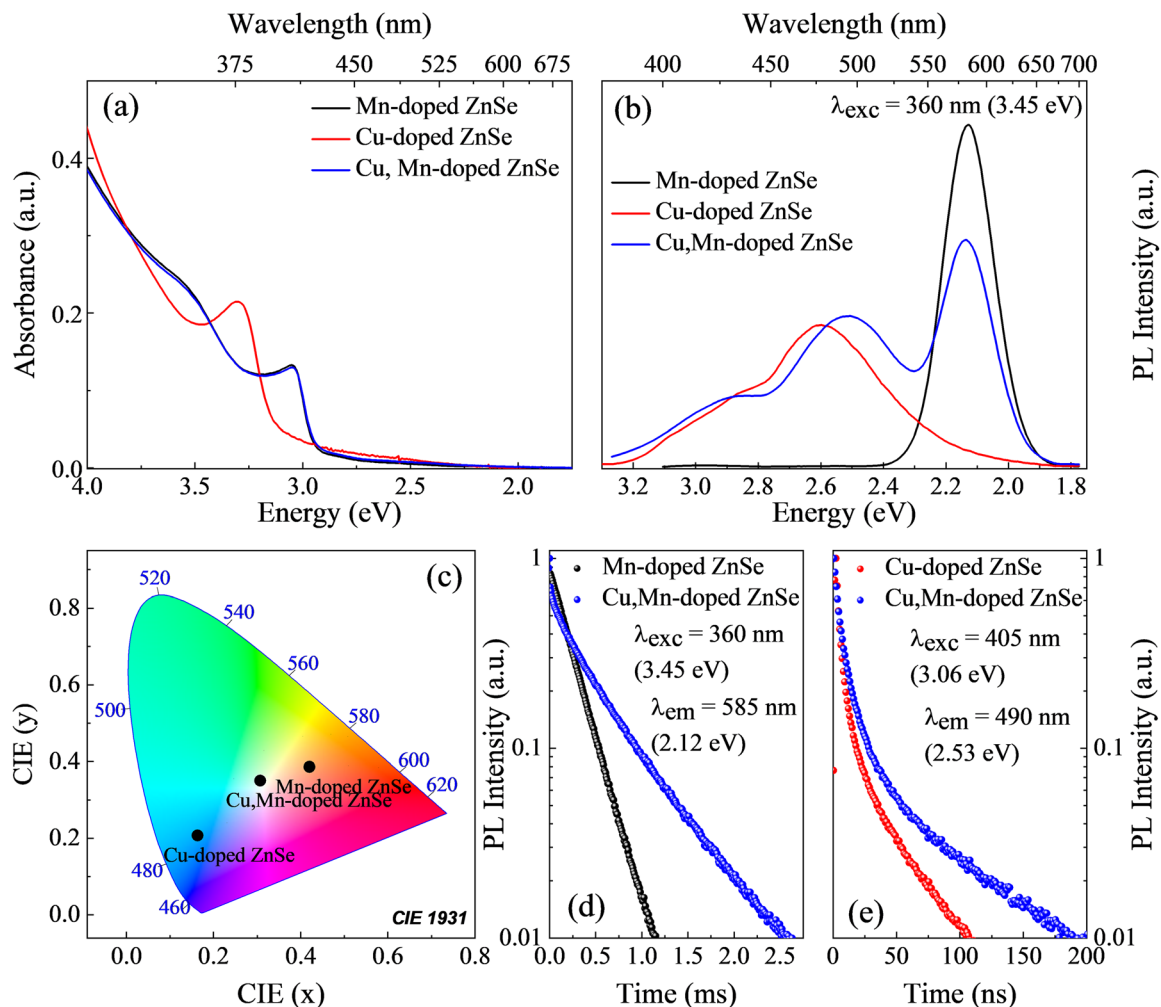 Wavelength (nm)
375 450 525 600 675
(a)
Mn-doped ZnSe
Cu-doped ZnSe
Cu, Mn-doped ZnSe
Absorbance (a.u.)
0.4
0.2
0.0
4.0 3.5 3.0 2.5 2.0
Energy (eV)
Wavelength (nm)
400 450 500 550 600 650 700
(b)
λexc = 360 nm (3.45 eV)
Mn-doped ZnSe
Cu-doped ZnSe
Cu,Mn-doped ZnSe
PL Intensity (a.u.)
3.2 3.0 2.8 2.6 2.4 2.2 2.0 1.8
Energy (eV)
(c)
CIE (y)
0.8
0.6
0.4
0.2
0.0
520
540
560
580
600
620
500
480
460
Mn-doped ZnSe
Cu,Mn-doped ZnSe
Cu-doped ZnSe
CIE 1931
0.0 0.2 0.4 0.6 0.8
CIE (x)
PL Intensity (a.u.)
1
0.1
0.01
Mn-doped ZnSe
Cu,Mn-doped ZnSe
λexc = 360 nm
(3.45 eV)
λem = 585 nm
(2.12 eV)
(d)
0.0 0.5 1.0 1.5 2.0 2.5
Time (ms)
Cu-doped ZnSe
Cu,Mn-doped ZnSe
λexc = 405 nm
(3.06 eV)
λem = 490 nm
(2.53 eV)
(e)
1
0.1
0.01
PL Intensity (a.u.)
0 50 100 150 200
Time (ns)